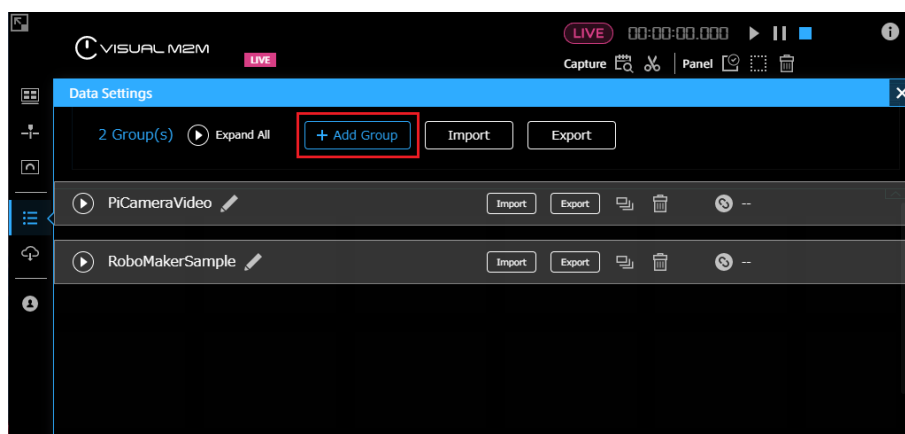 LIVE 00:00:00.000
VISUAL M2M
LIVE
Capture Panel
Data Settings
2 Group(s) Expand All + Add Group Import Export
PiCameraVideo Import Export --
RoboMakerSample Import Export --